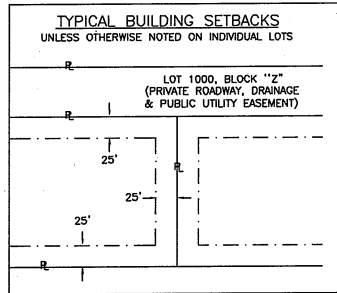 TYPICAL BUILDING SETBACKS
UNLESS OTHERWISE NOTED ON INDIVIDUAL LOTS
PL
LOT 1000, BLOCK "Z"
(PRIVATE ROADWAY, DRAINAGE
& PUBLIC UTILITY EASEMENT)
PL
25'
PL
25'
25'
PL